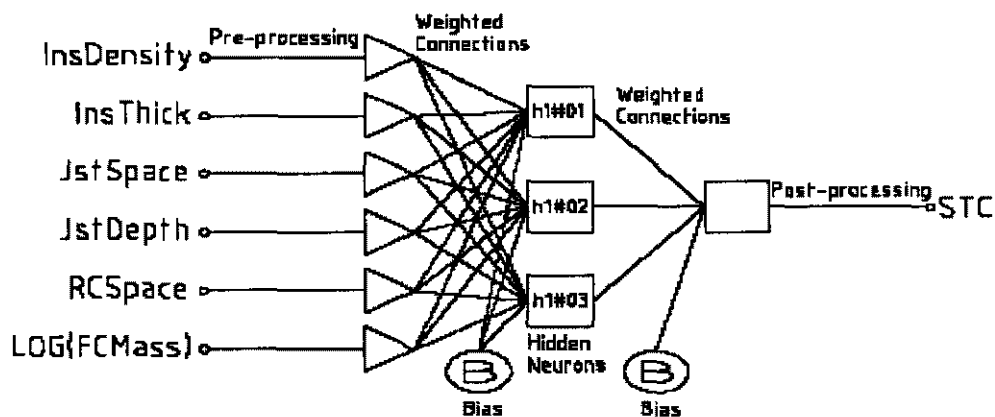 InsDensity
Pre-processing
Weighted
Connections
InsThick
h1#01
Weighted
Connections
JstSpace
JstDepth
h1#02
Post-processing
STC
RCSpace
h1#03
LOG(FCMass)
Hidden
Neurons
B
Bias
B
Bias